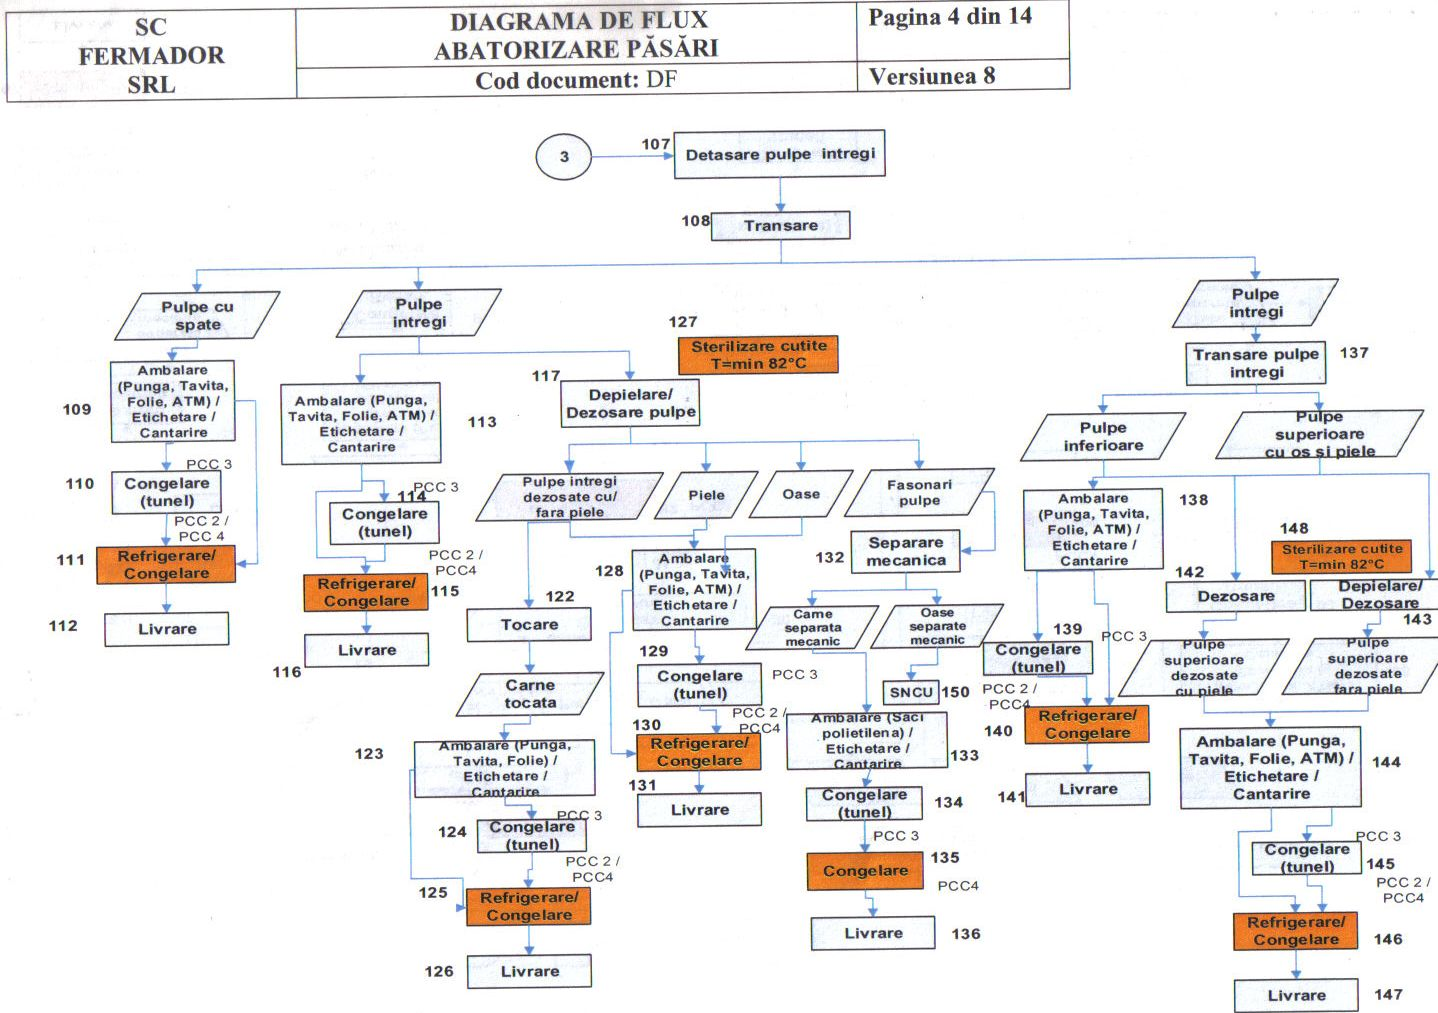 SC
FERMADOR
SRL
DIAGRAMA DE FLUX
ABATORIZARE PĂSĂRI
Cod document: DF
Pagina 4 din 14
Versiunea 8
3
107
Detasare pulpe intregi
108
Transare
Pulpe cu
spate
109
Ambalare
(Punga, Tavita,
Folie, ATM) /
Etichetare /
Cantarire
PCC 3
110
Congelare
(tunel)
PCC 2 /
PCC 4
111
Refrigerare/
Congelare
112
Livrare
Pulpe
intregi
113
Ambalare (Punga,
Tavita, Folie, ATM) /
Etichetare /
Cantarire
PCC 3
114
Congelare
(tunel)
PCC 2 /
PCC4
Refrigerare/
Congelare
115
116
Livrare
127
Sterilizare cutite
T=min 82°C
117
Depielare/
Dezosare pulpe
Pulpe intregi
dezosate cu/
fara piele
Piele
Oase
Fasonari
pulpe
122
Tocare
Carne
tocata
123
Ambalare (Punga,
Tavita, Folie) /
Etichetare /
Cantarire
PCC 3
124
Congelare
(tunel)
PCC 2 /
PCC4
125
Refrigerare/
Congelare
126
Livrare
128
Ambalare
(Punga, Tavita,
Folie, ATM) /
Etichetare /
Cantarire
129
Congelare
(tunel)
PCC 3
PCC 2 /
PCC4
130
Refrigerare/
Congelare
131
Livrare
132
Separare
mecanica
Carne
separata
mecanic
Oase
separate
mecanic
SNCU
150
Ambalare (Saci
polietilena) /
Etichetare /
Cantarire
133
Congelare
(tunel)
134
PCC 3
Congelare
135
PCC4
Livrare
136
Pulpe
intregi
Transare pulpe
intregi
137
Pulpe
inferioare
Pulpe
superioare
cu os si piele
Ambalare
(Punga, Tavita,
Folie, ATM) /
Etichetare /
Cantarire
138
139
PCC 3
Congelare
(tunel)
PCC 2 /
PCC4
140
Refrigerare/
Congelare
141
Livrare
148
Sterilizare cutite
T=min 82°C
142
Dezosare
Depielare/
Dezosare
143
Pulpe
superioare
dezosate
cu piele
Pulpe
superioare
dezosate
fara piele
Ambalare (Punga,
Tavita, Folie, ATM) /
Etichetare /
Cantarire
144
PCC 3
Congelare
(tunel)
145
PCC 2 /
PCC4
Refrigerare/
Congelare
146
Livrare
147